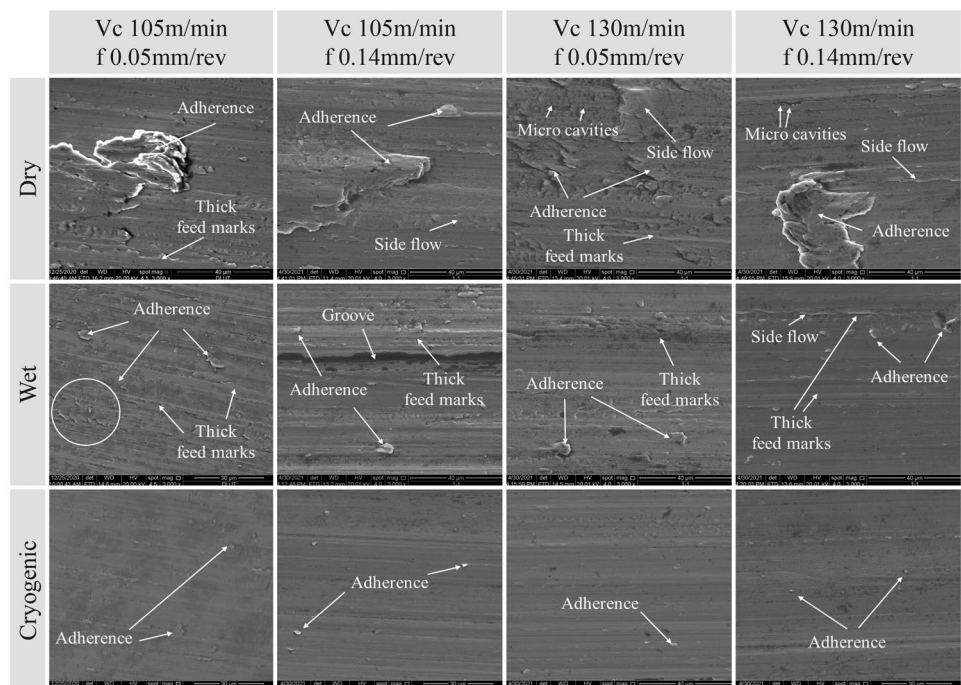 Vc 105m/min
f 0.05mm/rev
Vc 105m/min
f 0.14mm/rev
Vc 130m/min
f 0.05mm/rev
Vc 130m/min
f 0.14mm/rev
Dry
Adherence
Thick
feed marks
Adherence
Side flow
Micro cavities
Side flow
Adherence
Thick
feed marks
Micro cavities
Side flow
Adherence
Wet
Adherence
Thick
feed marks
Groove
Adherence
Thick
feed marks
Adherence
Thick
feed marks
Side flow
Adherence
Thick
feed marks
Cryogenic
Adherence
Adherence
Adherence
Adherence